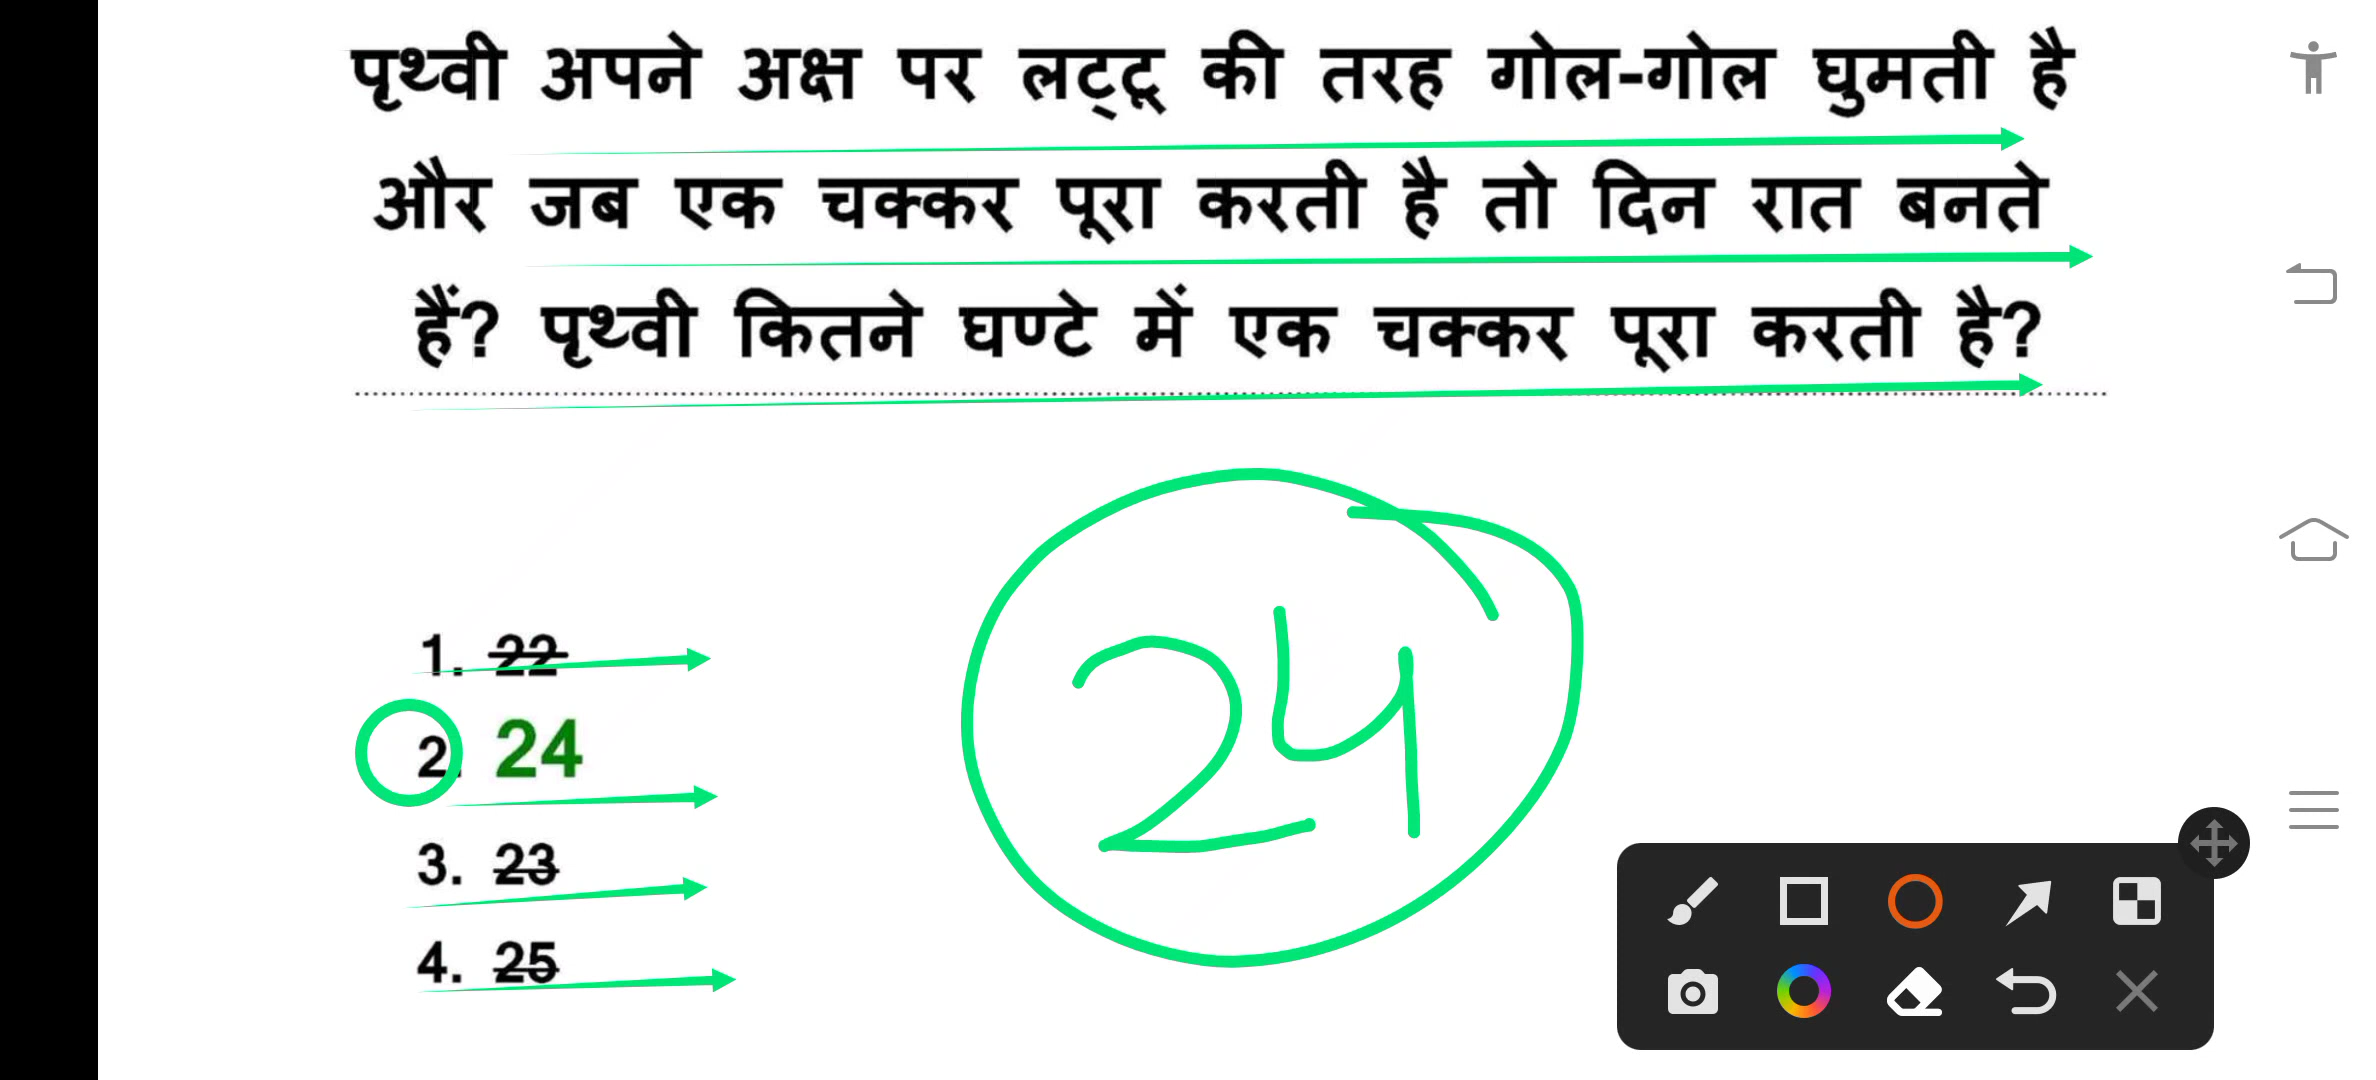 पृथ्वी अपने अक्ष पर लट्टू की तरह गोल-गोल घुमती है
और जब एक चक्कर पूरा करती है तो दिन रात बनते
हैं? पृथ्वी कितने घण्टे में एक चक्कर पूरा करती है?
1. 22
2. 24
3. 23
4. 25
24